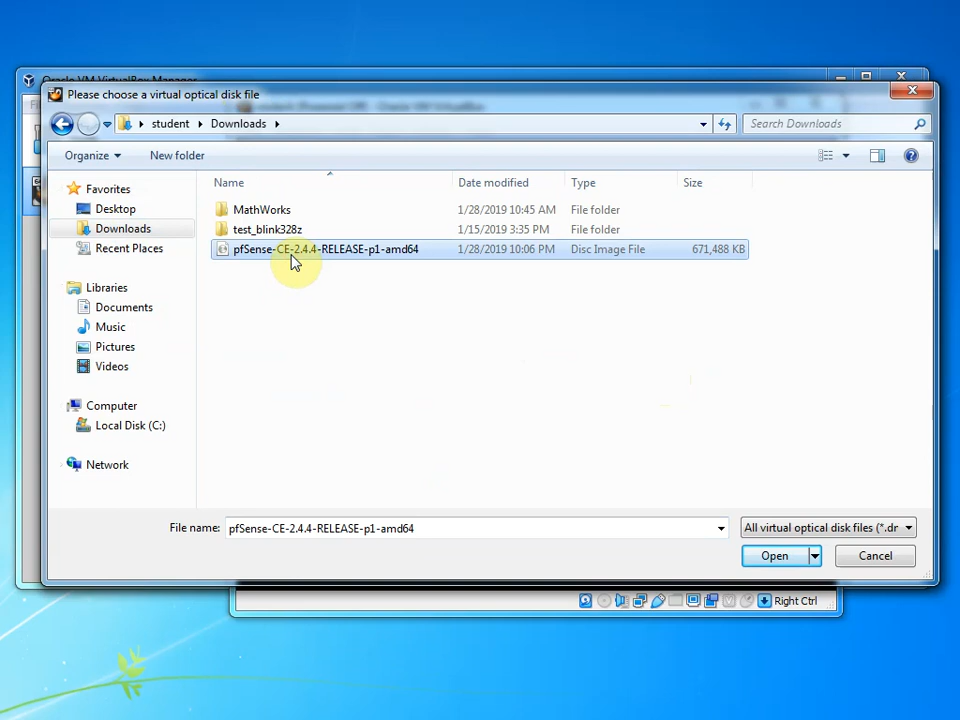 Oracle VM VirtualBox Manager
Please choose a virtual optical disk file
student Downloads
Search Downloads
Organize New folder
Name Date modified Type Size
Favorites
Desktop
Downloads
Recent Places
Libraries
Documents
Music
Pictures
Videos
Computer
Local Disk (C:)
Network
MathWorks 1/28/2019 10:45 AM File folder
test_blink328z 1/15/2019 3:35 PM File folder
pfSense-CE-2.4.4-RELEASE-p1-amd64 1/28/2019 10:06 PM Disc Image File 671,488 KB
File name: pfSense-CE-2.4.4-RELEASE-p1-amd64 All virtual optical disk files (*.dr
Open Cancel
Right Ctrl